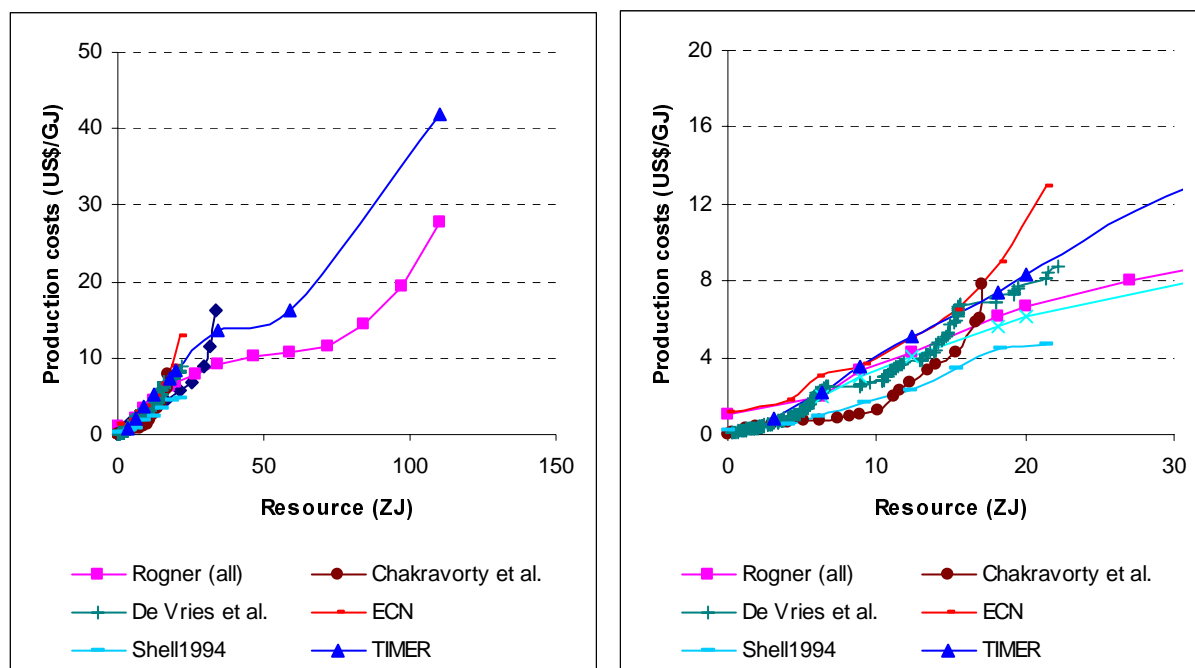 50
40
30
20
10
0
Production costs (US$/GJ)
0 50 100 150
Resource (ZJ)
Rogner (all) Chakravorty et al.
De Vries et al. ECN
Shell1994 TIMER
20
16
12
8
4
0
Production costs (US$/GJ)
0 10 20 30
Resource (ZJ)
Rogner (all) Chakravorty et al.
De Vries et al. ECN
Shell1994 TIMER